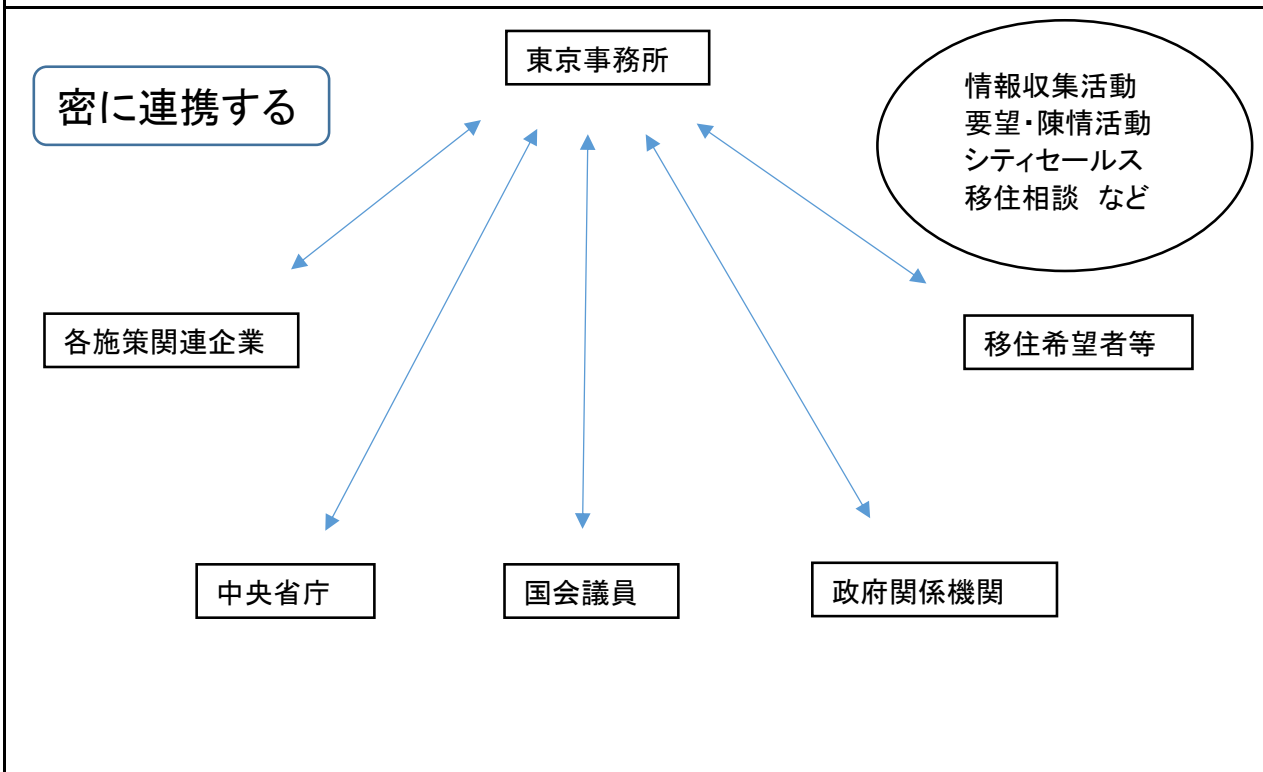 東京事務所
密に連携する
情報収集活動
要望・陳情活動
シティセールス
移住相談 など
各施策関連企業
移住希望者等
中央省庁
国会議員
政府関係機関